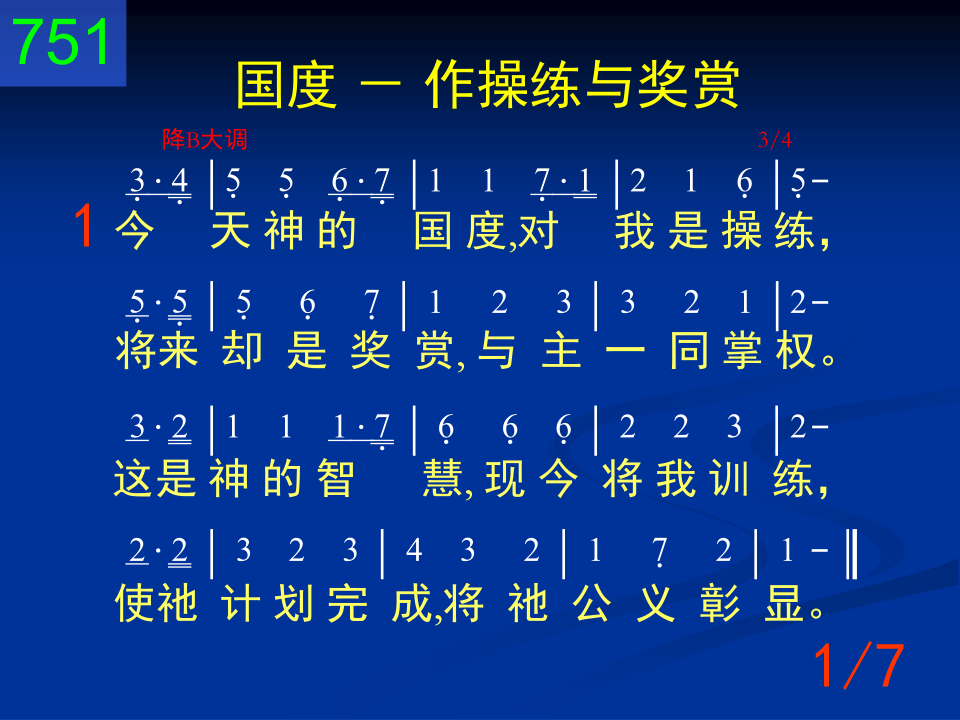 751
国度 － 作操练与奖赏
降B大调 3/4
3 · 4 | 5 5 6 · 7 | 1 1 7 · 1 | 2 1 6 | 5 -
1 今 天 神 的 国 度,对 我 是 操 练，
5 · 5 | 5 6 7 | 1 2 3 | 3 2 1 | 2 -
将来 却 是 奖 赏, 与 主 一 同 掌 权。
3 · 2 | 1 1 1 · 7 | 6 6 6 | 2 2 3 | 2 -
这是 神 的 智 慧, 现 今 将 我 训 练，
2 · 2 | 3 2 3 | 4 3 2 | 1 7 2 | 1 - ‖
使祂 计 划 完 成,将 祂 公 义 彰 显。
1/7